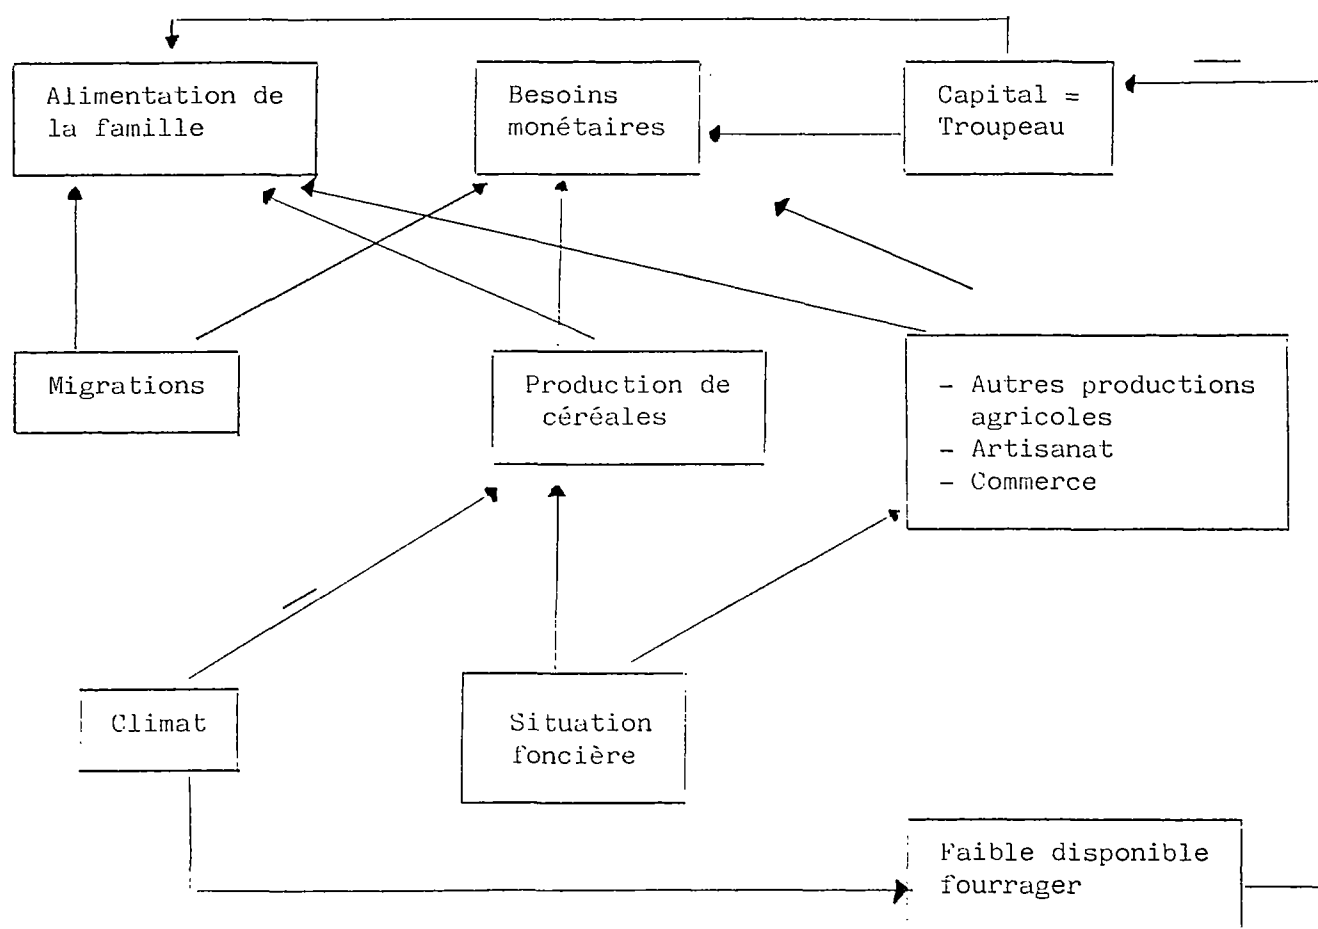 Alimentation de
la famille
Besoins
monétaires
Capital =
Troupeau
Migrations
Production de
céréales
- Autres productions
agricoles
- Artisanat
- Commerce
Climat
Situation
foncière
Faible disponible
fourrager